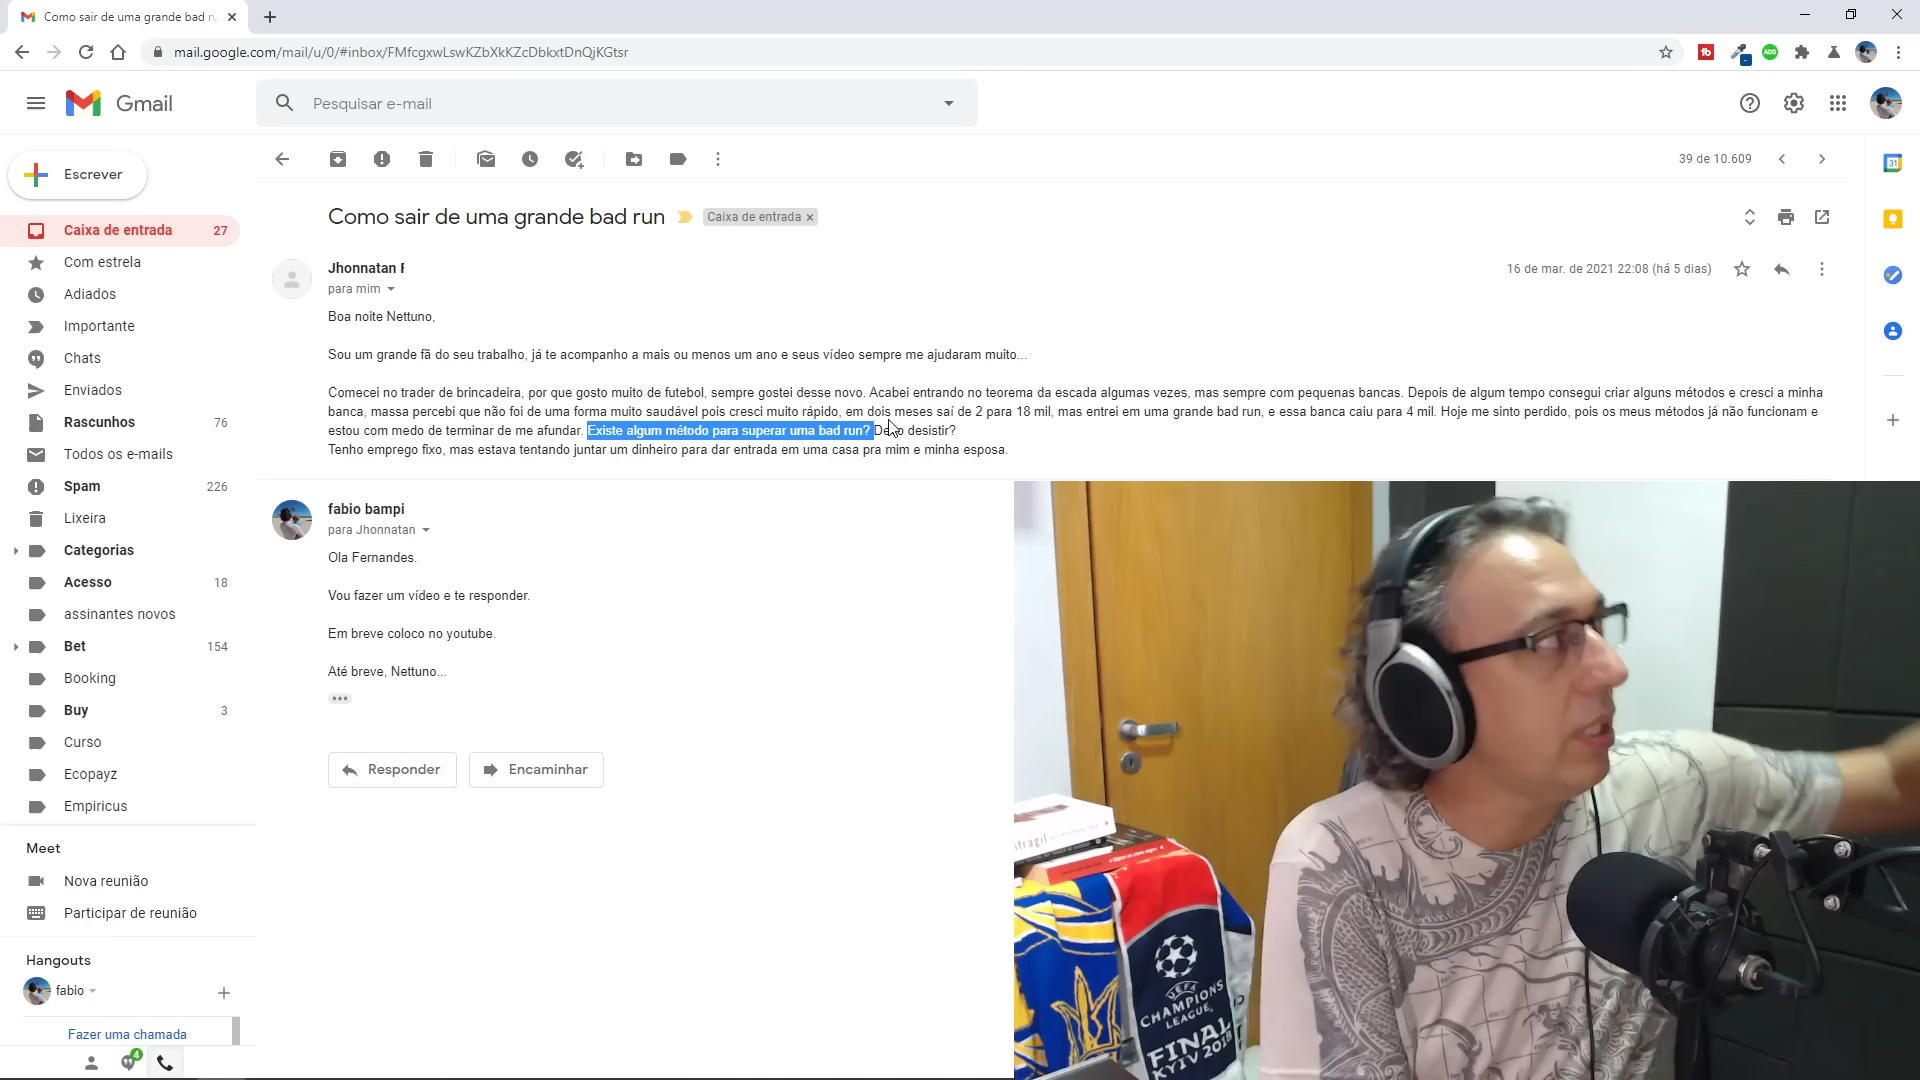 Como sair de uma grande bad ru
mail.google.com/mail/u/0/#inbox/FMfcgxwLswKZbXkKZcDbkxtDnQjKGtsr
Gmail
Pesquisar e-mail
Escrever
39 de 10.609
Caixa de entrada 27
Com estrela
Adiados
Importante
Chats
Enviados
Rascunhos 76
Todos os e-mails
Spam 226
Lixeira
Categorias
Acesso 18
assinantes novos
Bet 154
Booking
Buy 3
Curso
Ecopayz
Empiricus
Meet
Nova reunião
Participar de reunião
Hangouts
fabio
Fazer uma chamada
4
Como sair de uma grande bad run
Caixa de entrada
Jhonnatan F
16 de mar. de 2021 22:08 (há 5 dias)
para mim
Boa noite Nettuno,
Sou um grande fã do seu trabalho, já te acompanho a mais ou menos um ano e seus vídeo sempre me ajudaram muito...
Comecei no trader de brincadeira, por que gosto muito de futebol, sempre gostei desse novo. Acabei entrando no teorema da escada algumas vezes, mas sempre com pequenas bancas. Depois de algum tempo consegui criar alguns métodos e cresci a minha
banca, massa percebi que não foi de uma forma muito saudável pois cresci muito rápido, em dois meses saí de 2 para 18 mil, mas entrei em uma grande bad run, e essa banca caiu para 4 mil. Hoje me sinto perdido, pois os meus métodos já não funcionam e
estou com medo de terminar de me afundar. Existe algum método para superar uma bad run? Devo desistir?
Tenho emprego fixo, mas estava tentando juntar um dinheiro para dar entrada em uma casa pra mim e minha esposa.
fabio bampi
para Jhonnatan
Ola Fernandes.
Vou fazer um vídeo e te responder.
Em breve coloco no youtube.
Até breve, Nettuno...
Responder
Encaminhar
31
ADS
UEFA
CHAMPIONS
LEAGUE
FINAL
KYIV 2018